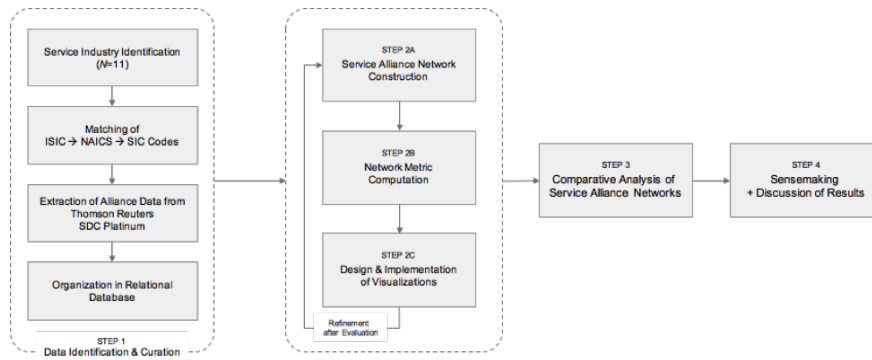 Service Industry Identification
(N=11)
Matching of
ISIC → NAICS → SIC Codes
Extraction of Alliance Data from
Thomson Reuters
SDC Platinum
Organization in Relational
Database
STEP 1
Data Identification & Curation
STEP 2A
Service Alliance Network
Construction
STEP 2B
Network Metric
Computation
STEP 2C
Design & Implementation
of Visualizations
Refinement
after Evaluation
STEP 3
Comparative Analysis of
Service Alliance Networks
STEP 4
Sensemaking
+ Discussion of Results